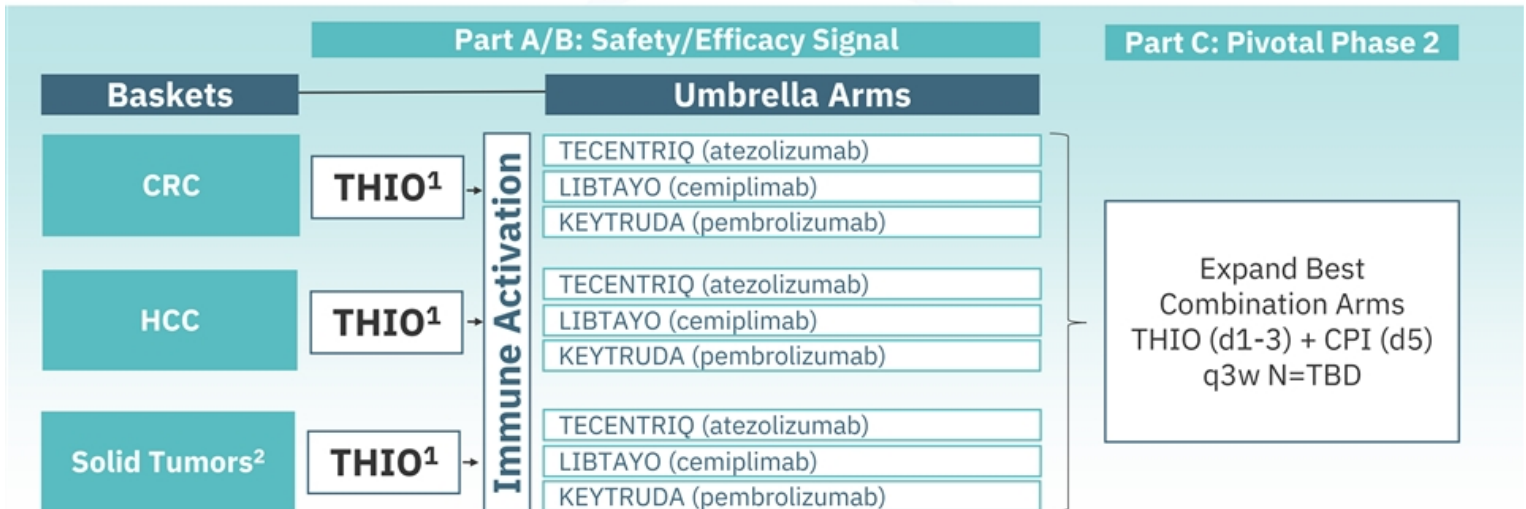 Part A/B: Safety/Efficacy Signal
Part C: Pivotal Phase 2
Baskets
Umbrella Arms
CRC
THIO¹
Immune Activation
TECENTRIQ (atezolizumab)
LIBTAYO (cemiplimab)
KEYTRUDA (pembrolizumab)
HCC
THIO¹
TECENTRIQ (atezolizumab)
LIBTAYO (cemiplimab)
KEYTRUDA (pembrolizumab)
Solid Tumors²
THIO¹
TECENTRIQ (atezolizumab)
LIBTAYO (cemiplimab)
KEYTRUDA (pembrolizumab)
Expand Best
Combination Arms
THIO (d1-3) + CPI (d5)
q3w N=TBD